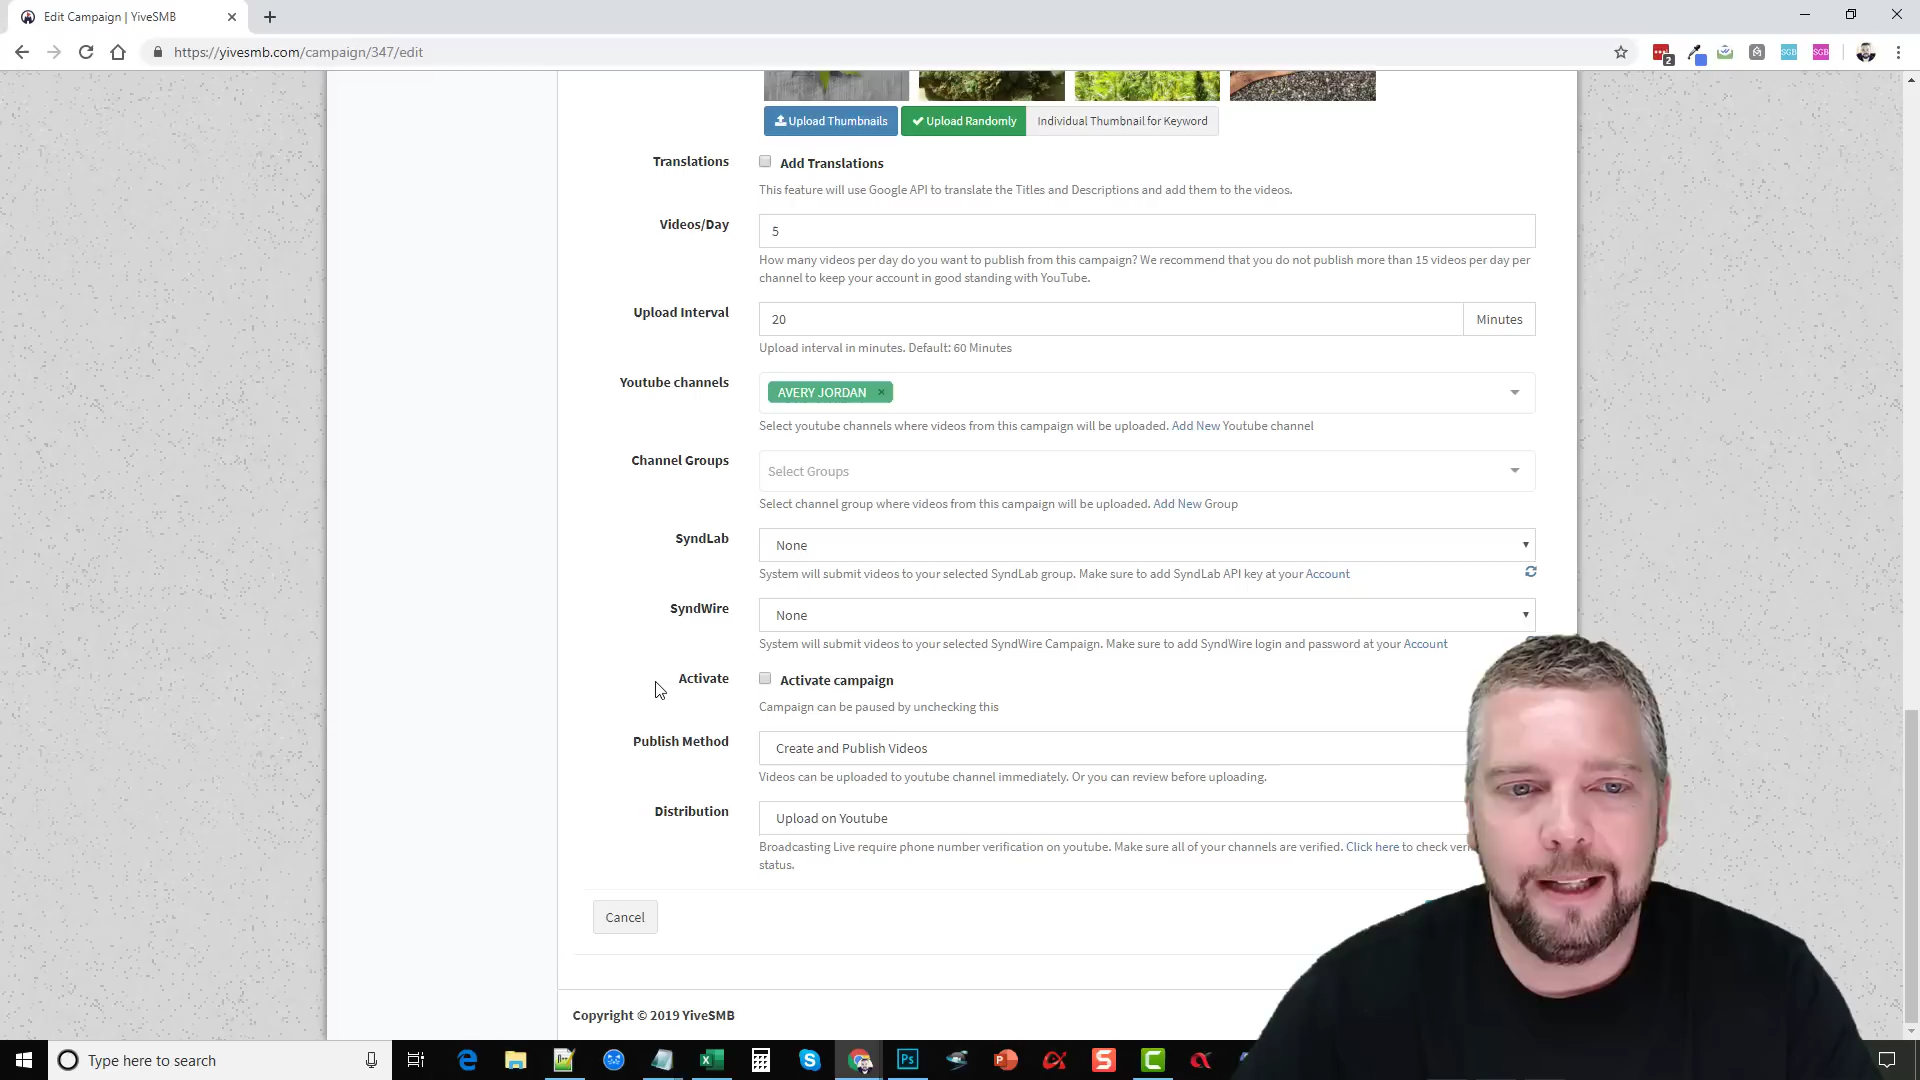 Edit Campaign | YiveSMB
https://yivesmb.com/campaign/347/edit
2
SGB
SGB
Upload Thumbnails
Upload Randomly
Individual Thumbnail for Keyword
Translations
Add Translations
This feature will use Google API to translate the Titles and Descriptions and add them to the videos.
Videos/Day
5
How many videos per day do you want to publish from this campaign? We recommend that you do not publish more than 15 videos per day per
channel to keep your account in good standing with YouTube.
Upload Interval
20
Minutes
Upload interval in minutes. Default: 60 Minutes
Youtube channels
AVERY JORDAN ×
Select youtube channels where videos from this campaign will be uploaded. Add New Youtube channel
Channel Groups
Select Groups
Select channel group where videos from this campaign will be uploaded. Add New Group
SyndLab
None
System will submit videos to your selected SyndLab group. Make sure to add SyndLab API key at your Account
SyndWire
None
System will submit videos to your selected SyndWire Campaign. Make sure to add SyndWire login and password at your Account
Activate
Activate campaign
Campaign can be paused by unchecking this
Publish Method
Create and Publish Videos
Videos can be uploaded to youtube channel immediately. Or you can review before uploading.
Distribution
Upload on Youtube
Broadcasting Live require phone number verification on youtube. Make sure all of your channels are verified. Click here to check
status.
Cancel
Copyright © 2019 YiveSMB
Type here to search